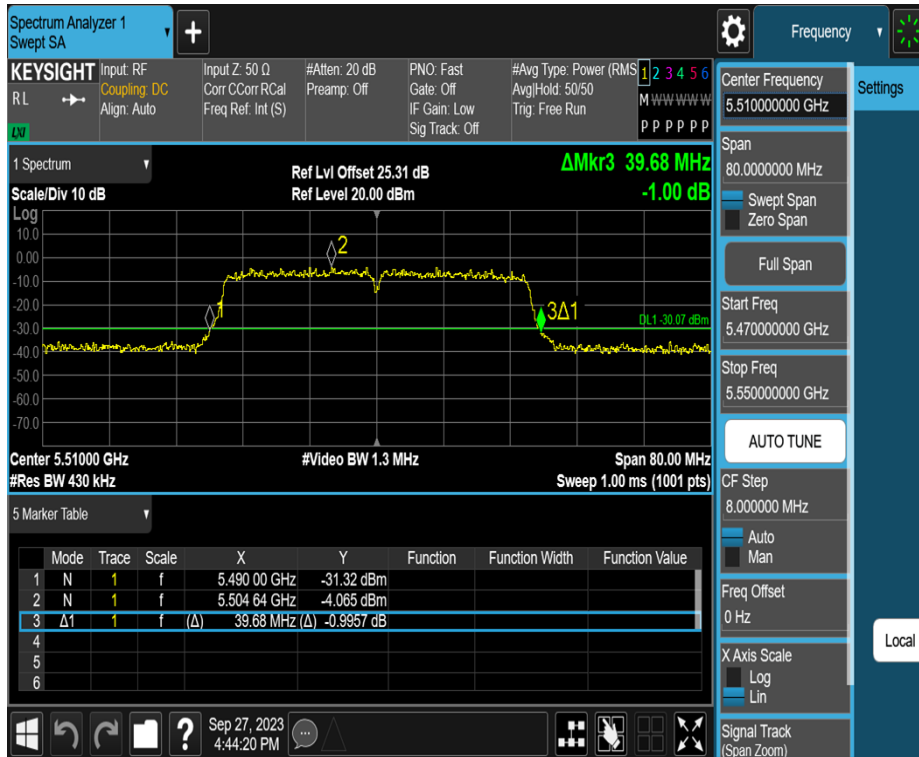 Spectrum Analyzer 1
Swept SA
+
Frequency
KEYSIGHT
R L
LXI
Input: RF
Coupling: DC
Align: Auto
Input Z: 50 Ω
Corr CCorr RCal
Freq Ref: Int (S)
#Atten: 20 dB
Preamp: Off
PNO: Fast
Gate: Off
IF Gain: Low
Sig Track: Off
#Avg Type: Power (RMS
Avg|Hold: 50/50
Trig: Free Run
1 2 3 4 5 6
M W W W W W
P P P P P P
1 Spectrum
Scale/Div 10 dB
Ref Lvl Offset 25.31 dB
Ref Level 20.00 dBm
ΔMkr3 39.68 MHz
-1.00 dB
Log
10.0
0.00
-10.0
-20.0
-30.0
-40.0
-50.0
-60.0
-70.0
2
1
3Δ1
DL1 -30.07 dBm
Center 5.51000 GHz
#Video BW 1.3 MHz
Span 80.00 MHz
#Res BW 430 kHz
Sweep 1.00 ms (1001 pts)
5 Marker Table
Mode Trace Scale X Y Function Function Width Function Value
1 N 1 f 5.490 00 GHz -31.32 dBm
2 N 1 f 5.504 64 GHz -4.065 dBm
3 Δ1 1 f (Δ) 39.68 MHz (Δ) -0.9957 dB
4
5
6
?
Sep 27, 2023
4:44:20 PM
Center Frequency
5.510000000 GHz
Span
80.0000000 MHz
Swept Span
Zero Span
Full Span
Start Freq
5.470000000 GHz
Stop Freq
5.550000000 GHz
AUTO TUNE
CF Step
8.000000 MHz
Auto
Man
Freq Offset
0 Hz
X Axis Scale
Log
Lin
Signal Track
(Span Zoom)
Settings
Local